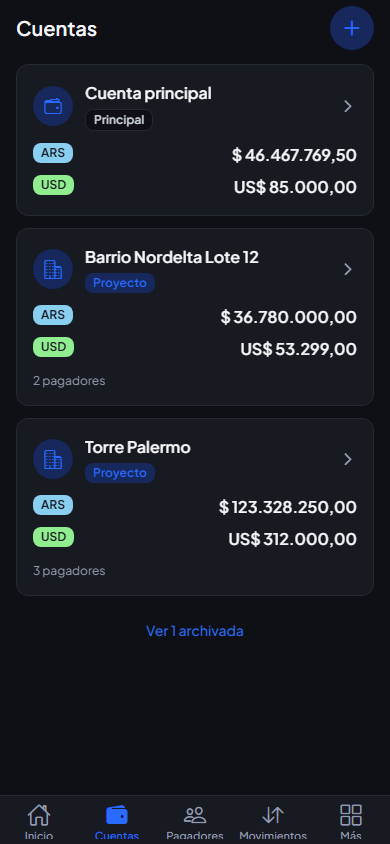 Cuentas
Cuenta principal
Principal
ARS $ 46.467.769,50
USD US$ 85.000,00
Barrio Nordelta Lote 12
Proyecto
ARS $ 36.780.000,00
USD US$ 53.299,00
2 pagadores
Torre Palermo
Proyecto
ARS $ 123.328.250,00
USD US$ 312.000,00
3 pagadores
Ver 1 archivada
Inicio Cuentas Pagadores Movimientos Más